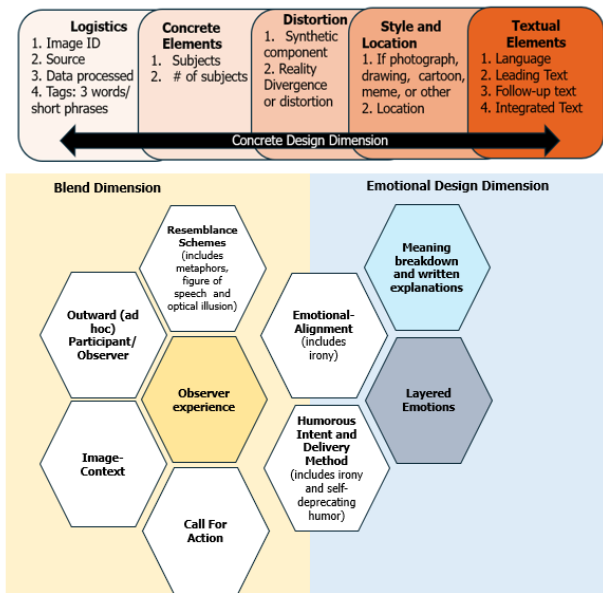 Logistics
1. Image ID
2. Source
3. Data processed
4. Tags: 3 words/
short phrases
Concrete
Elements
1. Subjects
2. # of subjects
Distortion
1. Synthetic
component
2. Reality
Divergence
or distortion
Style and
Location
1. If photograph,
drawing, cartoon,
meme, or other
2. Location
Textual
Elements
1. Language
2. Leading Text
3. Follow-up text
4. Integrated Text
Concrete Design Dimension
Blend Dimension
Emotional Design Dimension
Resemblance
Schemes
(includes
metaphors,
figure of
speech and
optical illusion)
Meaning
breakdown
and written
explanations
Outward (ad
hoc)
Participant/
Observer
Emotional-
Alignment
(includes
irony)
Observer
experience
Layered
Emotions
Image-
Context
Humorous
Intent and
Delivery
Method
(includes irony
and self-
deprecating
humor)
Call For
Action